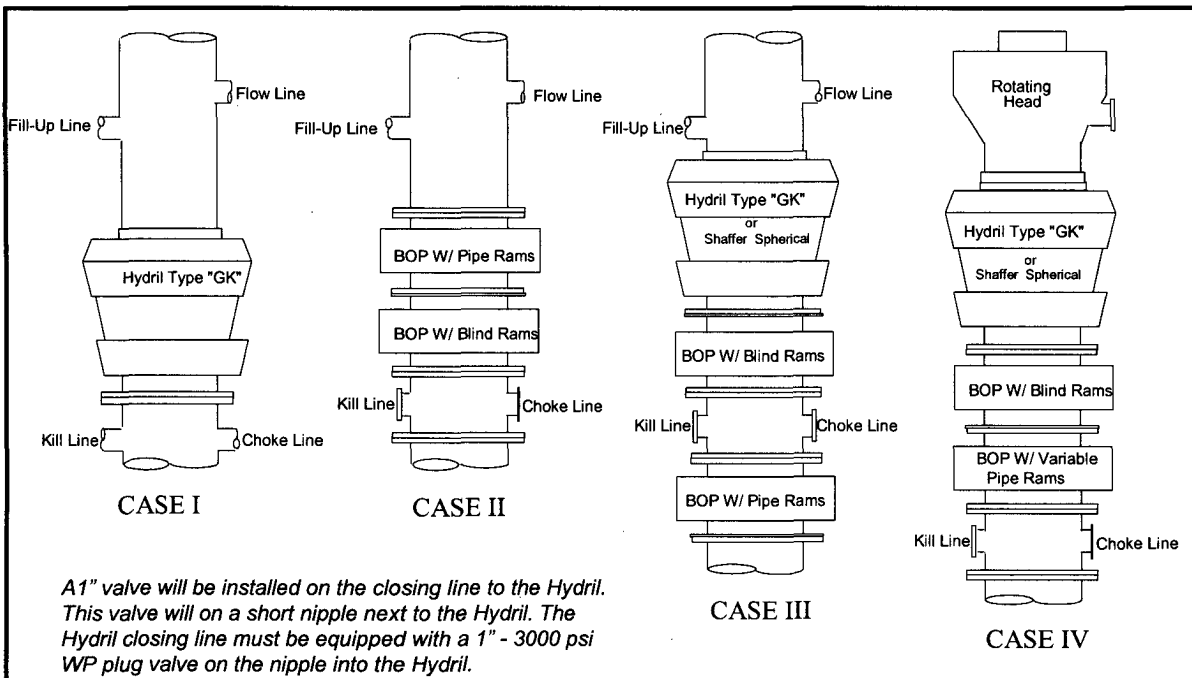 Flow Line
Fill-Up Line
Hydril Type "GK"
Kill Line
Choke Line
CASE I
Flow Line
Fill-Up Line
BOP W/ Pipe Rams
BOP W/ Blind Rams
Kill Line
Choke Line
CASE II
Flow Line
Fill-Up Line
Hydril Type "GK"
or
Shaffer Spherical
BOP W/ Blind Rams
Kill Line
Choke Line
BOP W/ Pipe Rams
CASE III
Rotating
Head
Hydril Type "GK"
or
Shaffer Spherical
BOP W/ Blind Rams
BOP W/ Variable
Pipe Rams
Kill Line
Choke Line
CASE IV
A1" valve will be installed on the closing line to the Hydril.
This valve will on a short nipple next to the Hydril. The
Hydril closing line must be equipped with a 1" - 3000 psi
WP plug valve on the nipple into the Hydril.